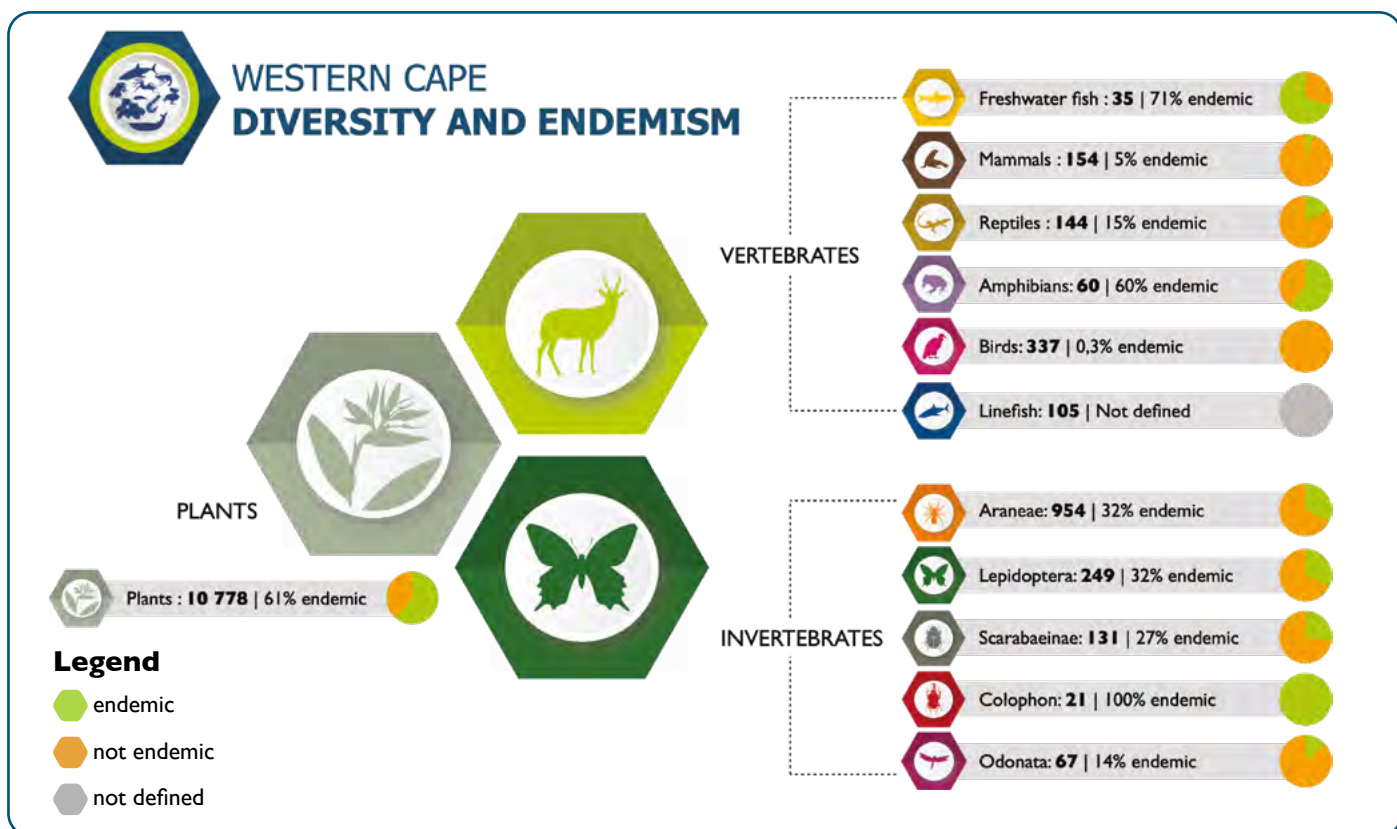 WESTERN CAPE
DIVERSITY AND ENDEMISM
VERTEBRATES
Freshwater fish : 35 | 71% endemic
Mammals : 154 | 5% endemic
Reptiles : 144 | 15% endemic
Amphibians: 60 | 60% endemic
Birds: 337 | 0,3% endemic
Linefish: 105 | Not defined
PLANTS
Plants : 10 778 | 61% endemic
INVERTEBRATES
Araneae: 954 | 32% endemic
Lepidoptera: 249 | 32% endemic
Scarabaeinae: 131 | 27% endemic
Colophon: 21 | 100% endemic
Odonata: 67 | 14% endemic
Legend
endemic
not endemic
not defined